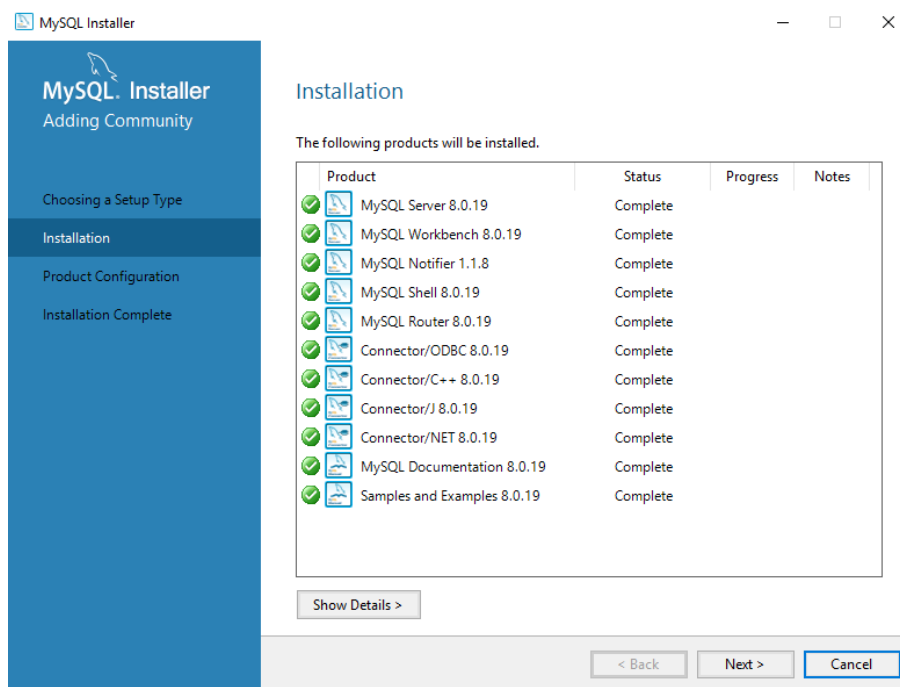 MySQL Installer
MySQL. Installer
Adding Community
Choosing a Setup Type
Installation
Product Configuration
Installation Complete
Installation
The following products will be installed.
Product Status Progress Notes
MySQL Server 8.0.19 Complete
MySQL Workbench 8.0.19 Complete
MySQL Notifier 1.1.8 Complete
MySQL Shell 8.0.19 Complete
MySQL Router 8.0.19 Complete
Connector/ODBC 8.0.19 Complete
Connector/C++ 8.0.19 Complete
Connector/J 8.0.19 Complete
Connector/NET 8.0.19 Complete
MySQL Documentation 8.0.19 Complete
Samples and Examples 8.0.19 Complete
Show Details >
< Back Next > Cancel